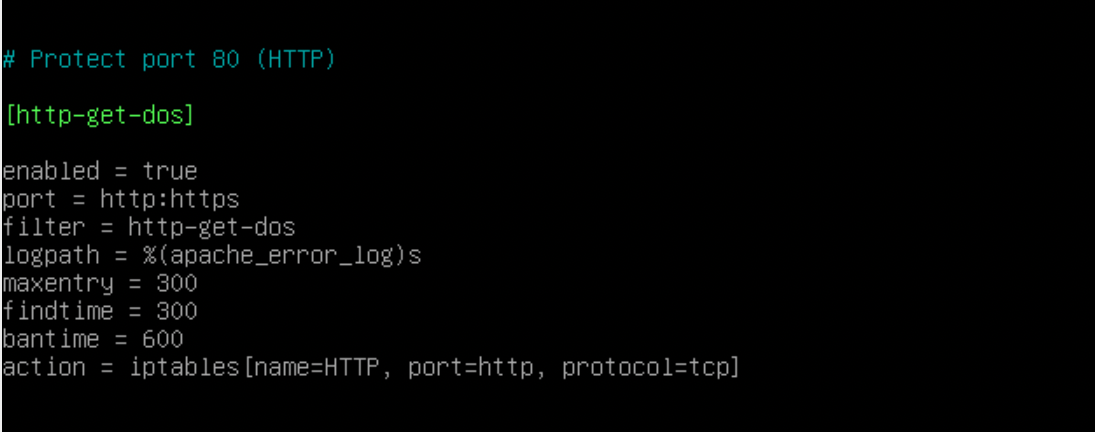 # Protect port 80 (HTTP)
[http-get-dos]
enabled = true
port = http:https
filter = http-get-dos
logpath = %(apache_error_log)s
maxentry = 300
findtime = 300
bantime = 600
action = iptables[name=HTTP, port=http, protocol=tcp]